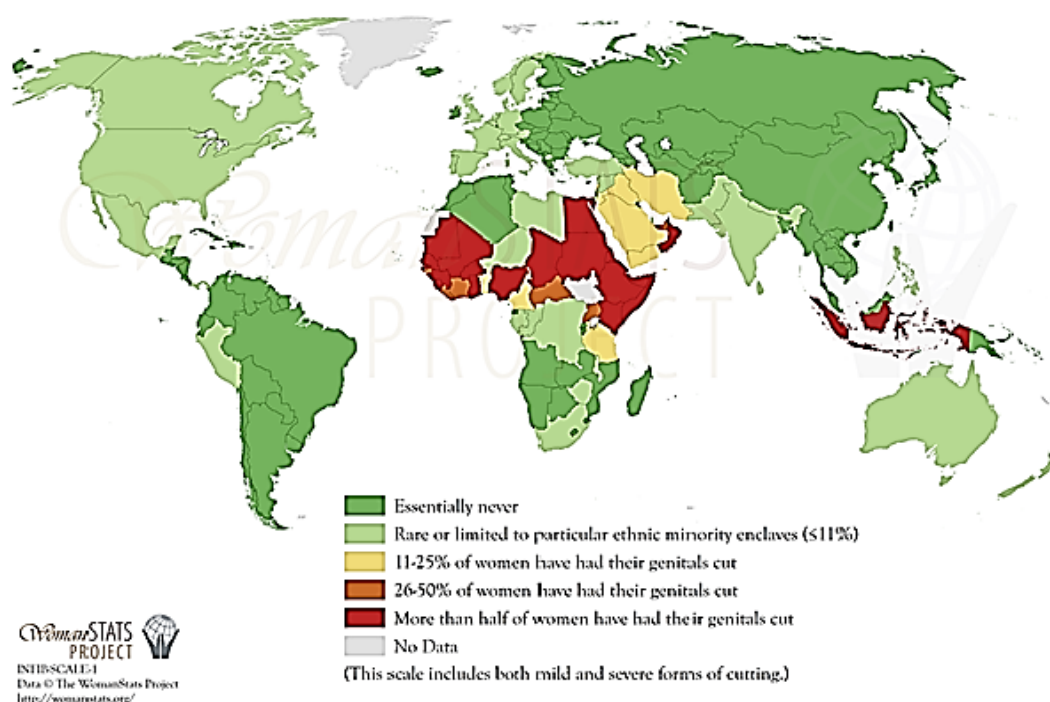 WomanSTATS
PROJECT
Essentially never
Rare or limited to particular ethnic minority enclaves (≤11%)
11-25% of women have had their genitals cut
26-50% of women have had their genitals cut
More than half of women have had their genitals cut
No Data
(This scale includes both mild and severe forms of cutting.)
WomanSTATS
PROJECT
Data © The WomanStats Project
http://womanstats.org/